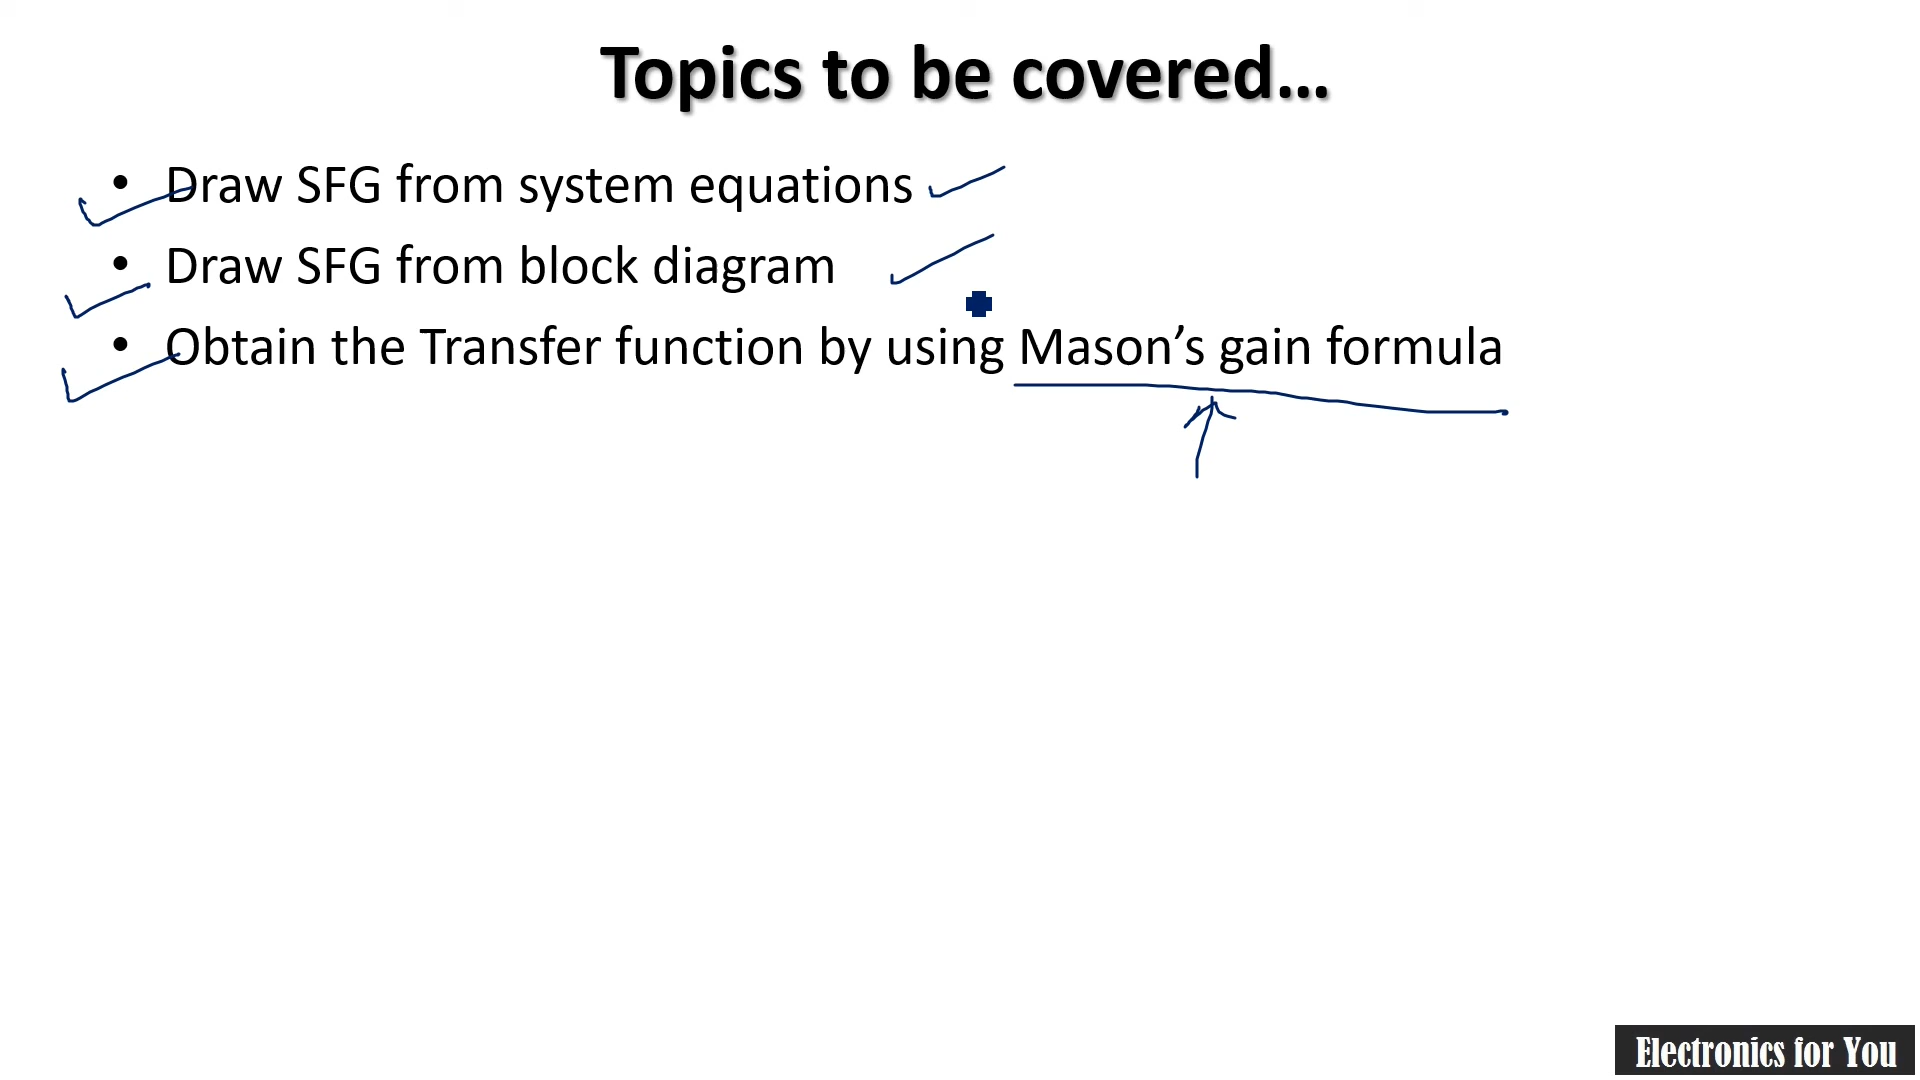 Topics to be covered...
• Draw SFG from system equations
• Draw SFG from block diagram
• Obtain the Transfer function by using Mason’s gain formula
Electronics for You